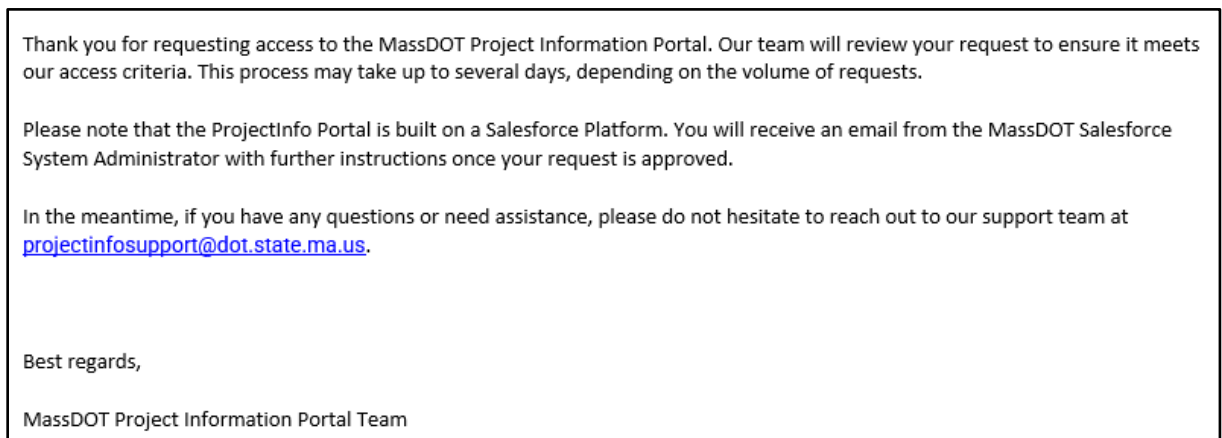 Thank you for requesting access to the MassDOT Project Information Portal. Our team will review your request to ensure it meets
our access criteria. This process may take up to several days, depending on the volume of requests.
Please note that the ProjectInfo Portal is built on a Salesforce Platform. You will receive an email from the MassDOT Salesforce
System Administrator with further instructions once your request is approved.
In the meantime, if you have any questions or need assistance, please do not hesitate to reach out to our support team at
projectinfosupport@dot.state.ma.us.
Best regards,
MassDOT Project Information Portal Team